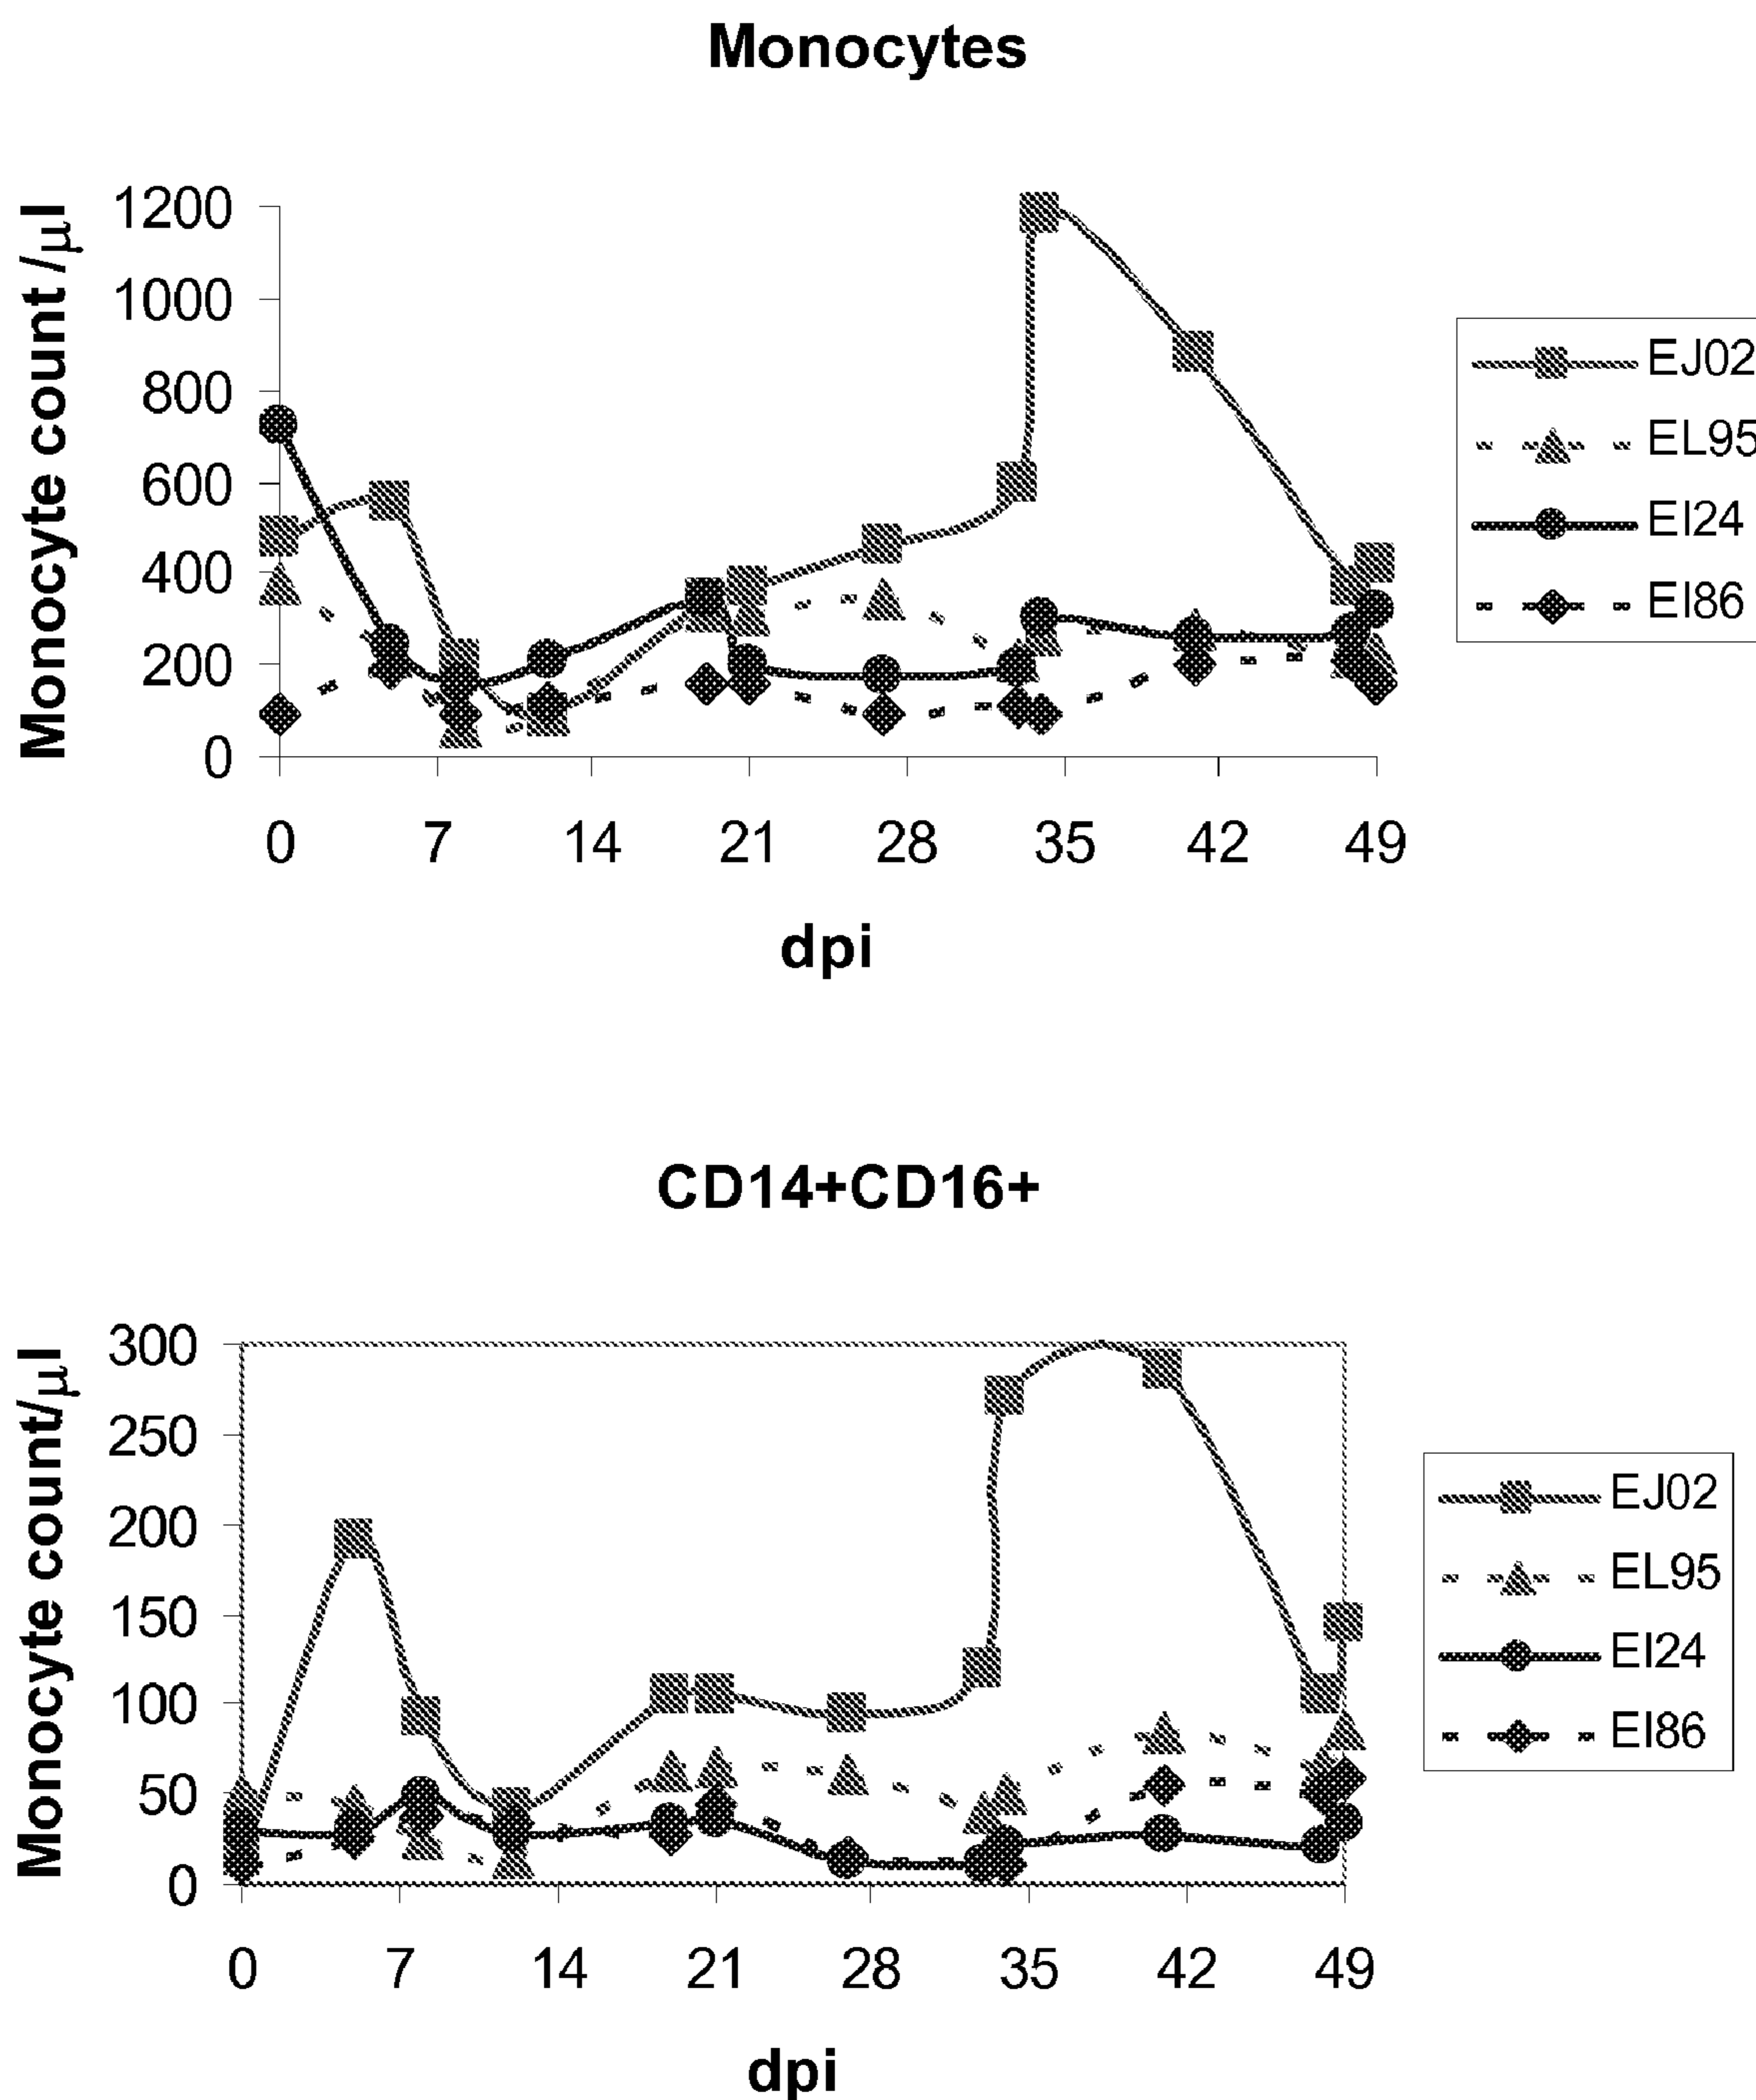 Monocytes
Monocyte count /μl
1200
1000
800
600
400
200
0
0 7 14 21 28 35 42 49
dpi
EJ02
EL95
EI24
EI86
CD14+CD16+
Monocyte count/μl
300
250
200
150
100
50
0
0 7 14 21 28 35 42 49
dpi
EJ02
EL95
EI24
EI86